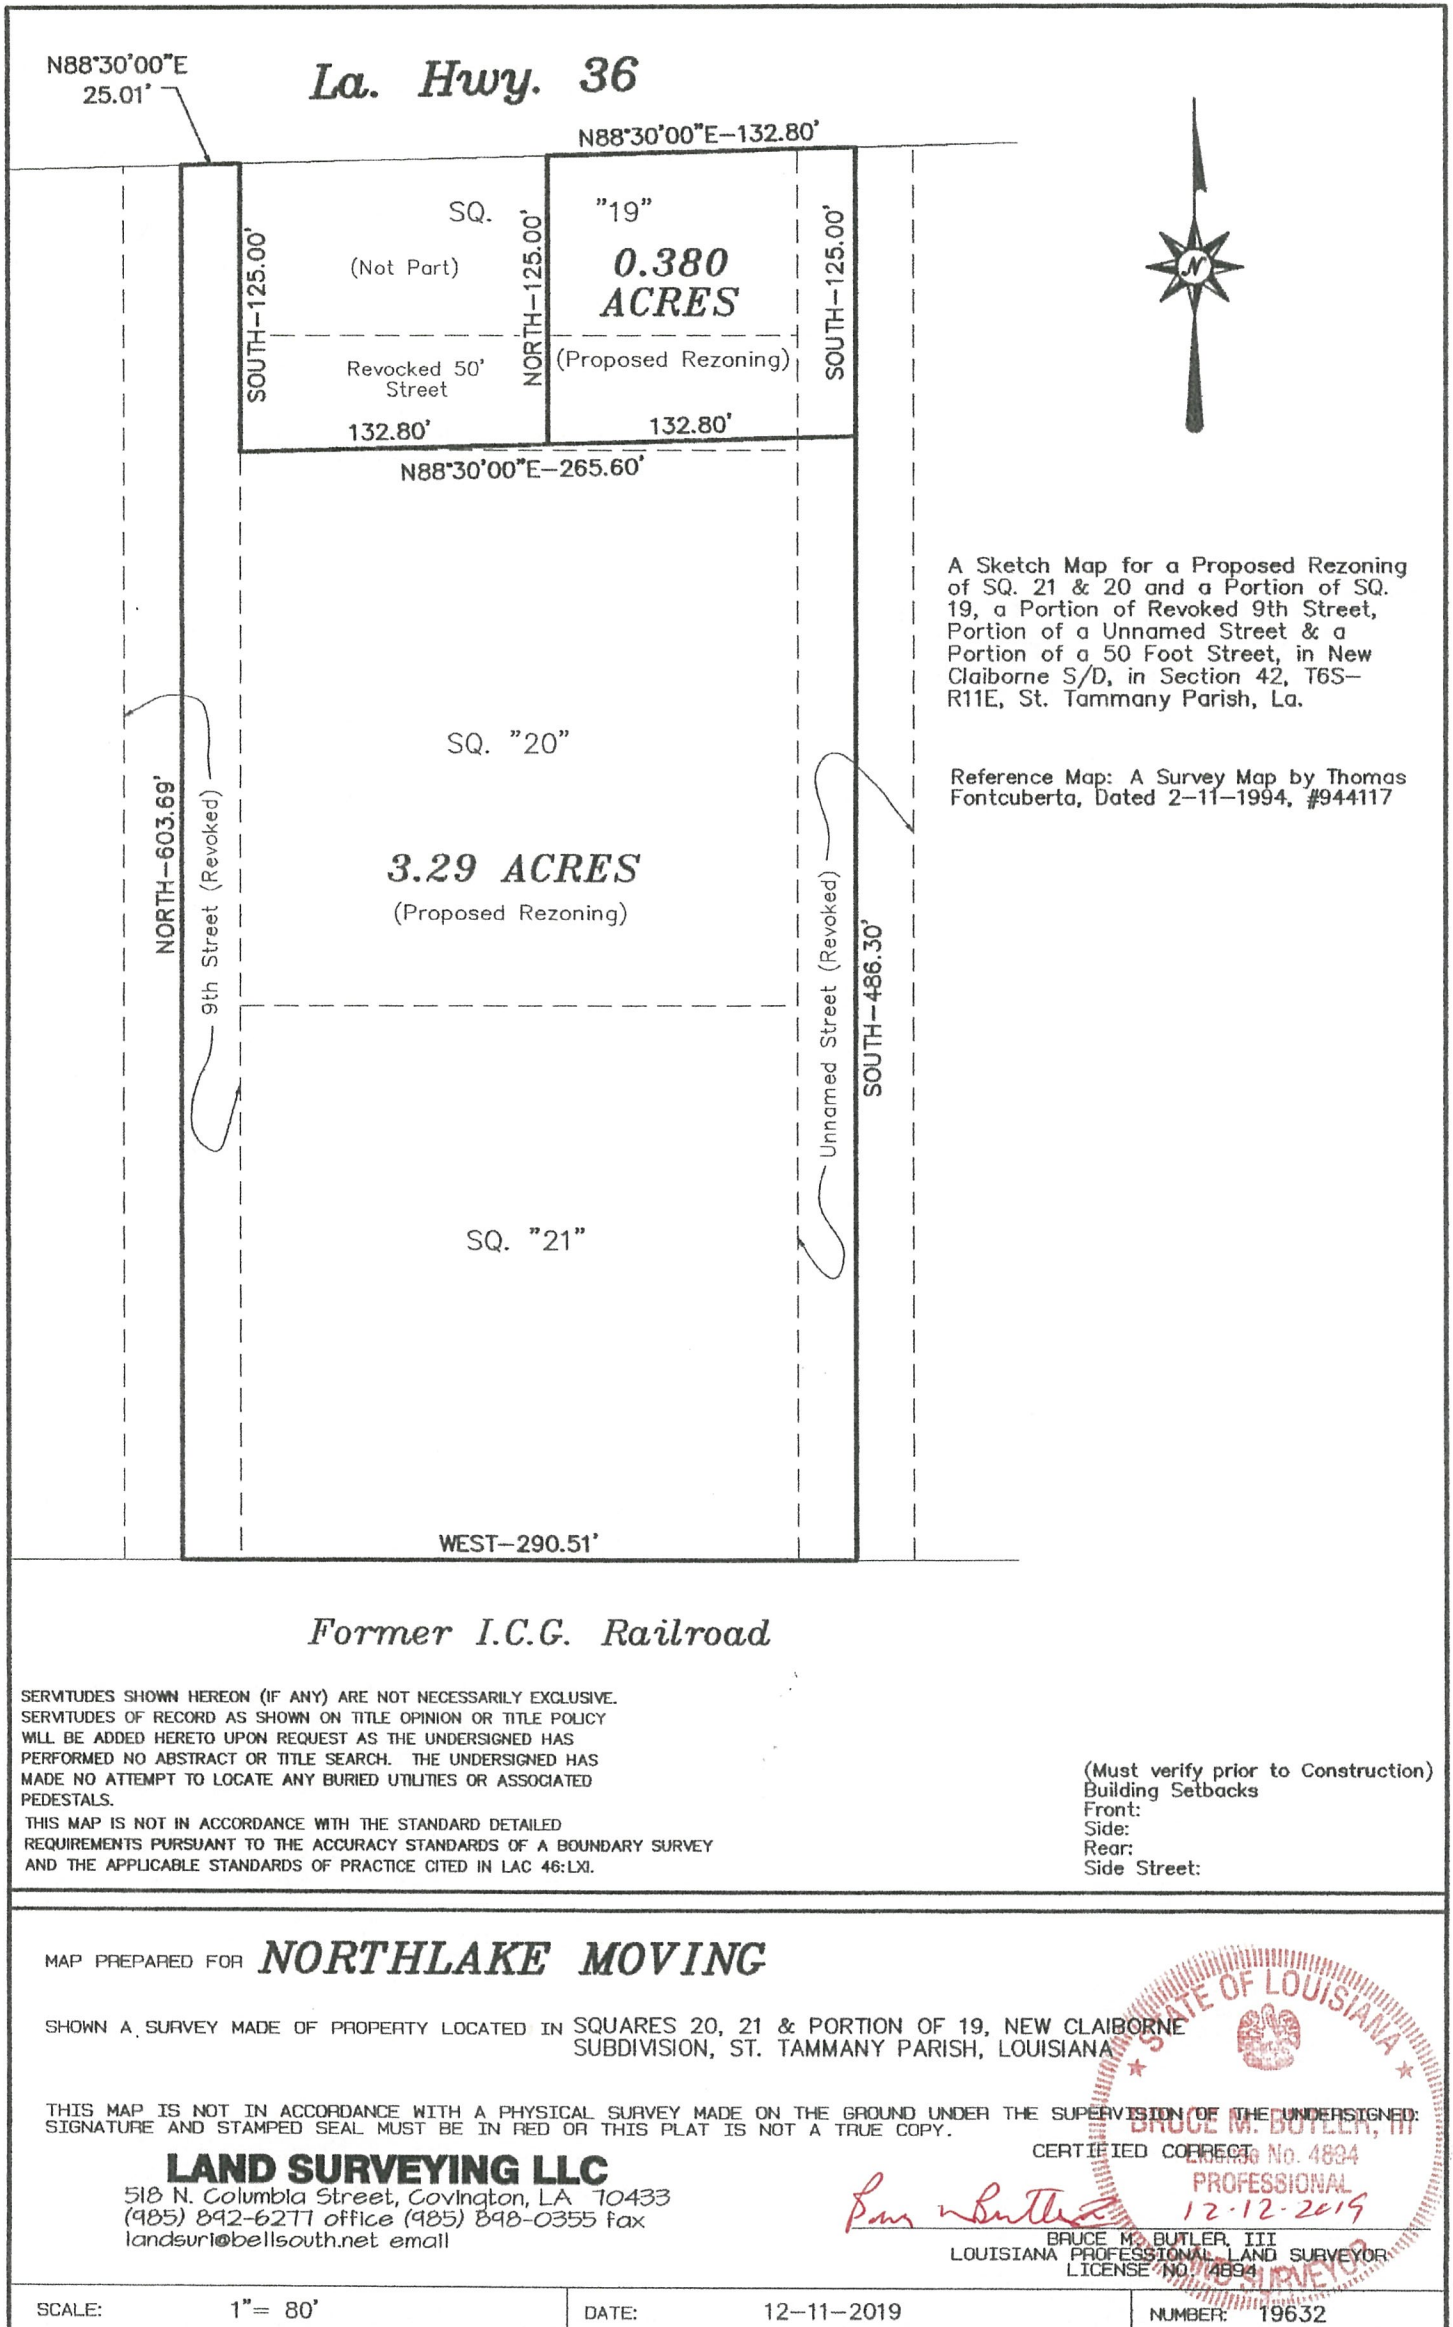 N88°30'00"E
25.01'
La. Hwy. 36
N88°30'00"E-132.80'
SQ. "19"
(Not Part)
0.380
ACRES
SOUTH-125.00'
NORTH-125.00'
SOUTH-125.00'
(Proposed Rezoning)
Revocked 50'
Street
132.80'
132.80'
N88°30'00"E-265.60'
N
A Sketch Map for a Proposed Rezoning
of SQ. 21 & 20 and a Portion of SQ.
19, a Portion of Revoked 9th Street,
Portion of a Unnamed Street & a
Portion of a 50 Foot Street, in New
Claiborne S/D, in Section 42, T6S-
R11E, St. Tammany Parish, La.
Reference Map: A Survey Map by Thomas
Fontcuberta, Dated 2-11-1994, #944117
SQ. "20"
3.29 ACRES
(Proposed Rezoning)
NORTH-603.69'
9th Street (Revoked)
Unnamed Street (Revoked)
SOUTH-486.30'
SQ. "21"
WEST-290.51'
Former I.C.G. Railroad
SERVITUDES SHOWN HEREON (IF ANY) ARE NOT NECESSARILY EXCLUSIVE.
SERVITUDES OF RECORD AS SHOWN ON TITLE OPINION OR TITLE POLICY
WILL BE ADDED HERETO UPON REQUEST AS THE UNDERSIGNED HAS
PERFORMED NO ABSTRACT OR TITLE SEARCH. THE UNDERSIGNED HAS
MADE NO ATTEMPT TO LOCATE ANY BURIED UTILITIES OR ASSOCIATED
PEDESTALS.
THIS MAP IS NOT IN ACCORDANCE WITH THE STANDARD DETAILED
REQUIREMENTS PURSUANT TO THE ACCURACY STANDARDS OF A BOUNDARY SURVEY
AND THE APPLICABLE STANDARDS OF PRACTICE CITED IN LAC 46:LXI.
(Must verify prior to Construction)
Building Setbacks
Front:
Side:
Rear:
Side Street:
MAP PREPARED FOR NORTHLAKE MOVING
SHOWN A SURVEY MADE OF PROPERTY LOCATED IN SQUARES 20, 21 & PORTION OF 19, NEW CLAIBORNE
SUBDIVISION, ST. TAMMANY PARISH, LOUISIANA
THIS MAP IS NOT IN ACCORDANCE WITH A PHYSICAL SURVEY MADE ON THE GROUND UNDER THE SUPERVISION OF THE UNDERSIGNED:
SIGNATURE AND STAMPED SEAL MUST BE IN RED OR THIS PLAT IS NOT A TRUE COPY.
CERTIFIED CORRECT
STATE OF LOUISIANA
BRUCE M. BUTLER, III
License No. 4894
PROFESSIONAL
LAND SURVEYOR
12-12-2019
LAND SURVEYING LLC
518 N. Columbia Street, Covington, LA 70433
(985) 892-6277 office (985) 898-0355 fax
landsur1@bellsouth.net email
BRUCE M. BUTLER, III
LOUISIANA PROFESSIONAL LAND SURVEYOR
LICENSE NO. 4894
SCALE: 1"= 80'
DATE: 12-11-2019
NUMBER: 19632